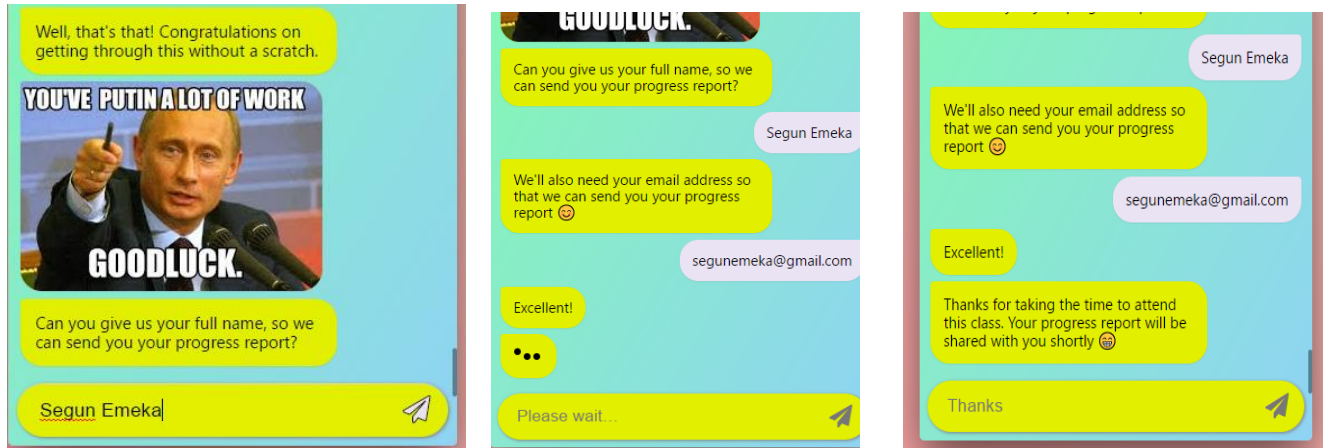 Well, that's that! Congratulations on
getting through this without a scratch.
YOU'VE PUTIN A LOT OF WORK
GOODLUCK.
Can you give us your full name, so we
can send you your progress report?
Segun Emeka
GOODLUCK.
Can you give us your full name, so we
can send you your progress report?
Segun Emeka
We'll also need your email address so
that we can send you your progress
report 😊
segunemeka@gmail.com
Excellent!
Please wait...
Segun Emeka
We'll also need your email address so
that we can send you your progress
report 😊
segunemeka@gmail.com
Excellent!
Thanks for taking the time to attend
this class. Your progress report will be
shared with you shortly 😁
Thanks